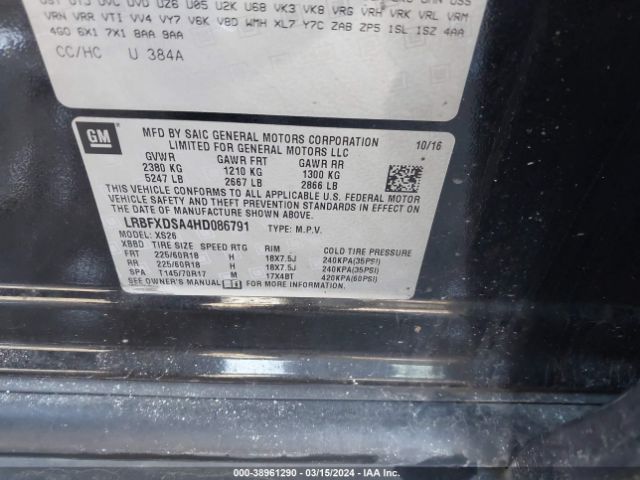 VRN VRR VTI VV4 VY7 V6K V8D WMH XL7 Y7C ZAB ZP5 1SL 1SZ 4AA
4G0 6X1 7X1 8AA 9AA
CC/HC U 384A
GM
MFD BY SAIC GENERAL MOTORS CORPORATION 10/16
LIMITED FOR GENERAL MOTORS LLC
GVWR GAWR FRT GAWR RR
2380 KG 1210 KG 1300 KG
5247 LB 2667 LB 2866 LB
THIS VEHICLE CONFORMS TO ALL APPLICABLE U.S. FEDERAL MOTOR
VEHICLE SAFETY AND THEFT PREVENTION STANDARDS IN EFFECT ON
THE DATE OF MANUFACTURE SHOWN ABOVE.
LRBFXDSA4HD086791 TYPE: M.P.V.
MODEL: XS26
XBBD TIRE SIZE SPEED RTG RIM COLD TIRE PRESSURE
FRT 225/60R18 H 18X7.5J 240KPA(35PSI)
RR 225/60R18 H 18X7.5J 240KPA(35PSI)
SPA T145/70R17 M 17X4BT 420KPA(60PSI)
SEE OWNER'S MANUAL FOR MORE INFORMATION
000-38961290 — 03/15/2024 — IAA Inc.